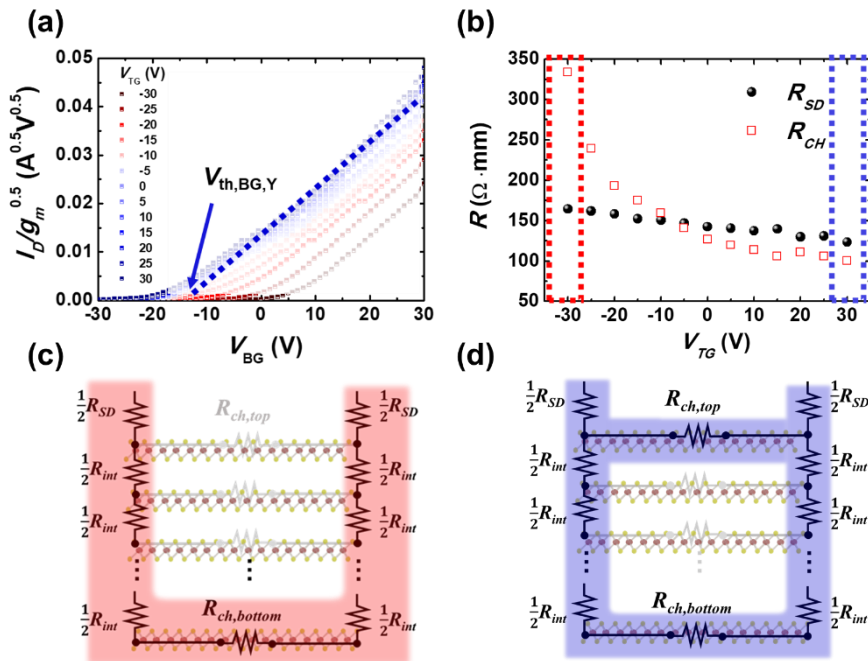 (a)
0.05
0.04
0.03
0.02
0.01
0.00
I_D/g_m^0.5 (A^0.5V^0.5)
V_TG (V)
-30
-25
-20
-15
-10
-5
0
5
10
15
20
25
30
V_th,BG,Y
-30 -20 -10 0 10 20 30
V_BG (V)
(b)
350
300
250
200
150
100
50
R (Ω·mm)
R_SD
R_CH
-30 -20 -10 0 10 20 30
V_TG (V)
(c)
½R_SD
R_ch,top
½R_SD
½R_int
½R_int
½R_int
½R_int
R_ch,bottom
½R_int
½R_int
(d)
½R_SD
R_ch,top
½R_SD
½R_int
½R_int
½R_int
½R_int
R_ch,bottom
½R_int
½R_int